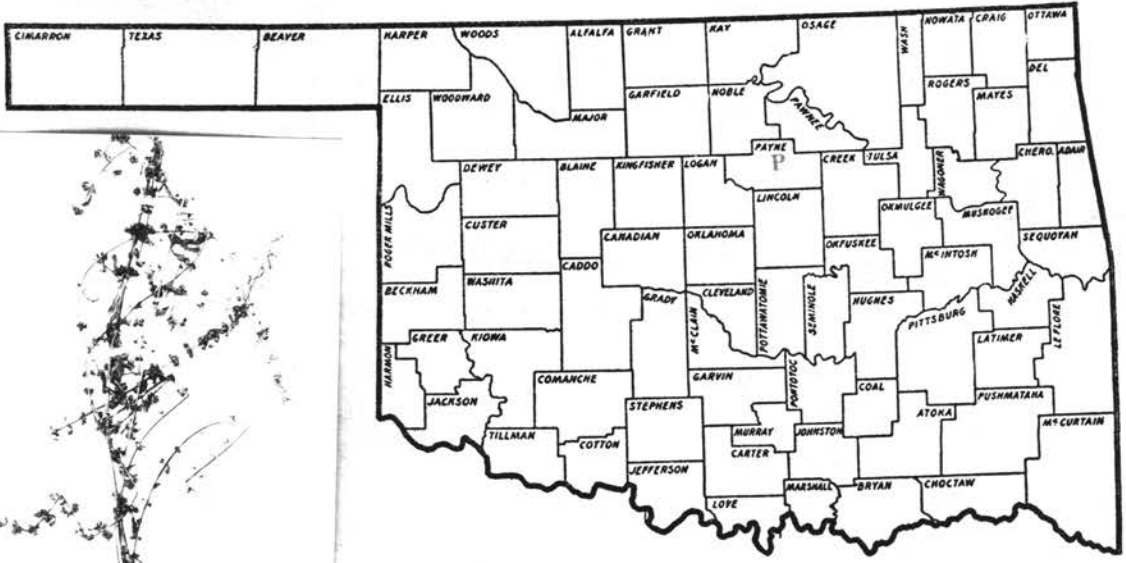 CIMARRON
TEXAS
BEAVER
HARPER
WOODS
ALFALFA
GRANT
KAY
OSAGE
WASH
NOWATA
CRAIG
OTTAWA
DEL
ELLIS
WOODWARD
MAJOR
GARFIELD
NOBLE
PAWNEE
ROGERS
MAYES
DEWEY
BLAINE
KINGFISHER
LOGAN
PAYNE
P
CREEK
TULSA
WAGONER
CHERO.
ADAIR
LINCOLN
ROGER MILLS
CUSTER
CANADIAN
OKLAHOMA
OKMULGEE
MUSKOGEE
SEQUOYAH
OKFUSKEE
McINTOSH
CADDO
BECKHAM
WASHITA
GRADY
CLEVELAND
McCLAIN
POTTAWATOMIE
SEMINOLE
HUGHES
HASKELL
PITTSBURG
LE FLORE
GREER
KIOWA
LATIMER
HARMON
COMANCHE
GARVIN
PONTOTOC
COAL
JACKSON
STEPHENS
ATOKA
PUSHMATAHA
McCURTAIN
TILLMAN
COTTON
MURRAY
JOHNSTON
CARTER
JEFFERSON
MARSHALL
BRYAN
CHOCTAW
LOVE